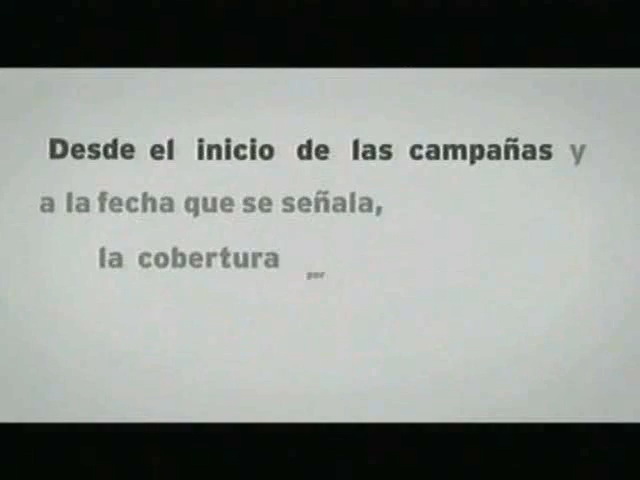 Desde el inicio de las campañas y
a la fecha que se señala,
la cobertura por